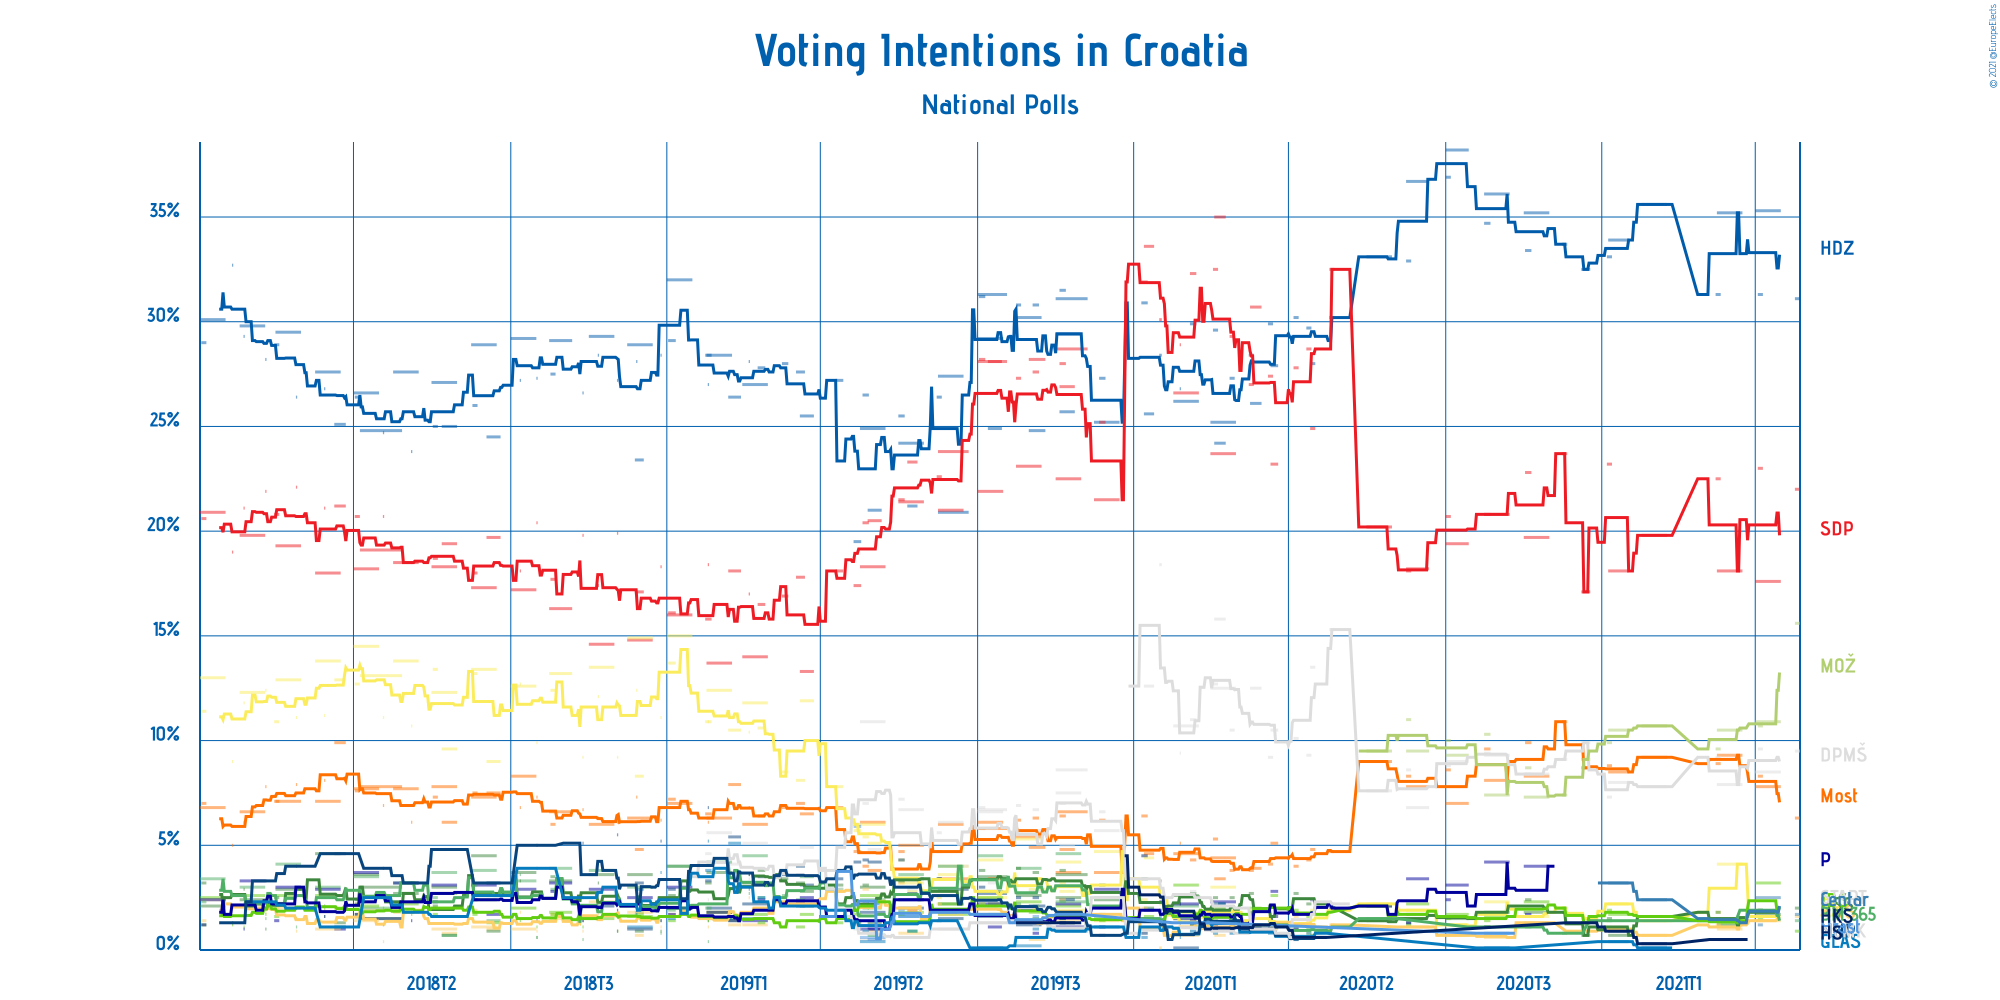 © 2021 @EuropeElects
Voting Intentions in Croatia
National Polls
35%
30%
25%
20%
15%
10%
5%
0%
HDZ
SDP
MOŽ
DPMŠ
Most
P
Centar
365
HKS
HS
GLAS
2018T2
2018T3
2019T1
2019T2
2019T3
2020T1
2020T2
2020T3
2021T1